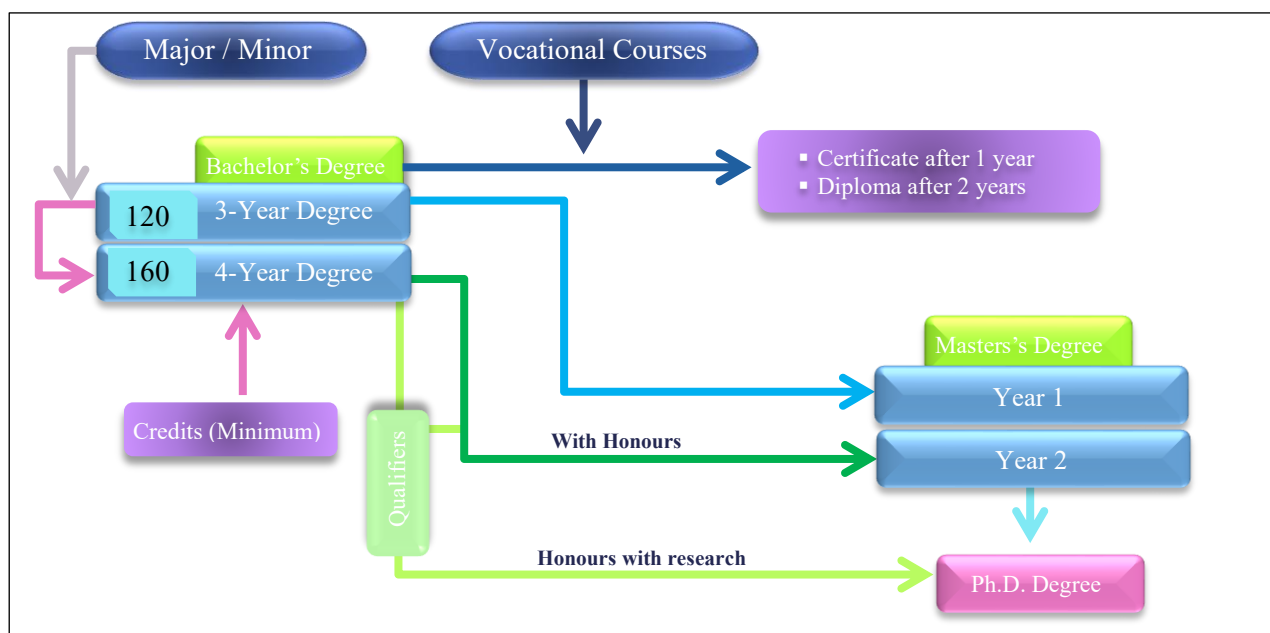 Major / Minor
Vocational Courses
Bachelor's Degree
▪ Certificate after 1 year
▪ Diploma after 2 years
120
3-Year Degree
160
4-Year Degree
Masters's Degree
Year 1
Credits (Minimum)
Qualifiers
With Honours
Year 2
Honours with research
Ph.D. Degree